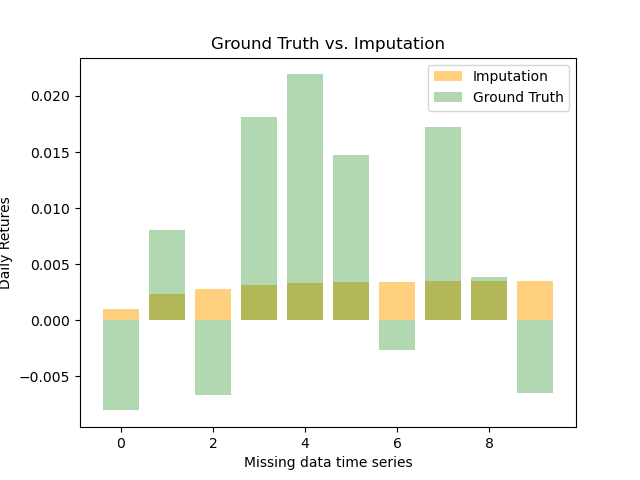 Ground Truth vs. Imputation
Imputation
Ground Truth
0.020
0.015
0.010
0.005
0.000
−0.005
Daily Retures
0 2 4 6 8
Missing data time series